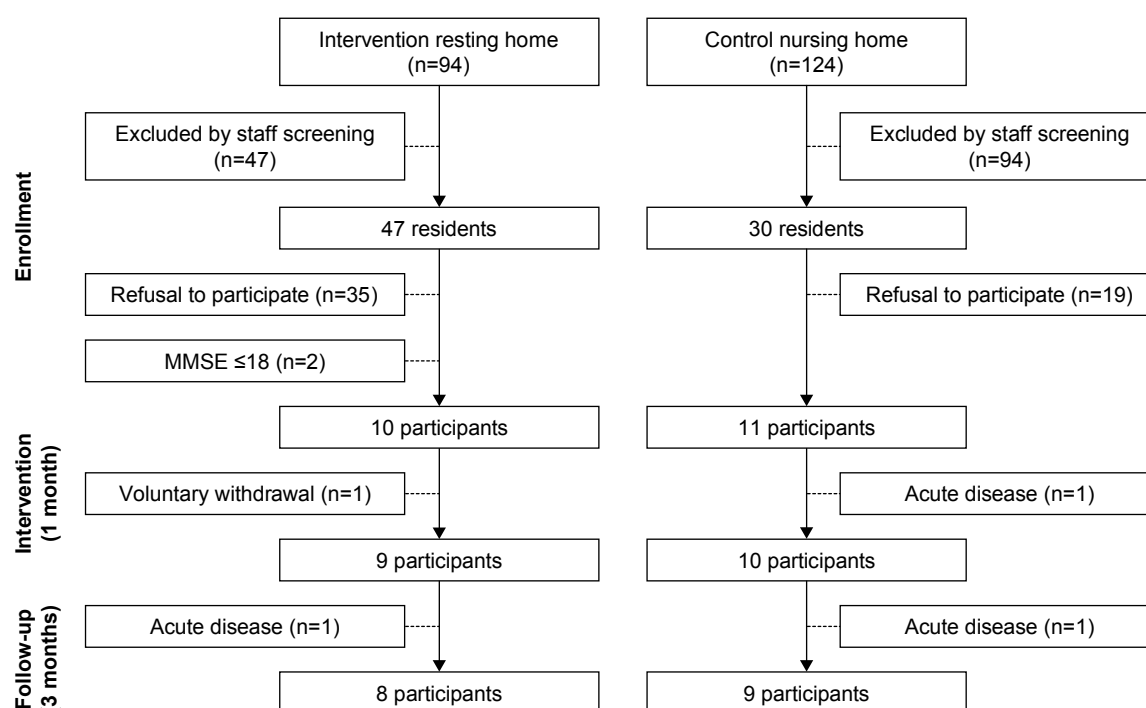 Intervention resting home
(n=94)
Control nursing home
(n=124)
Excluded by staff screening
(n=47)
Excluded by staff screening
(n=94)
Enrollment
47 residents
30 residents
Refusal to participate (n=35)
Refusal to participate (n=19)
MMSE ≤18 (n=2)
10 participants
11 participants
Intervention
(1 month)
Voluntary withdrawal (n=1)
Acute disease (n=1)
9 participants
10 participants
Follow-up
3 months)
Acute disease (n=1)
Acute disease (n=1)
8 participants
9 participants